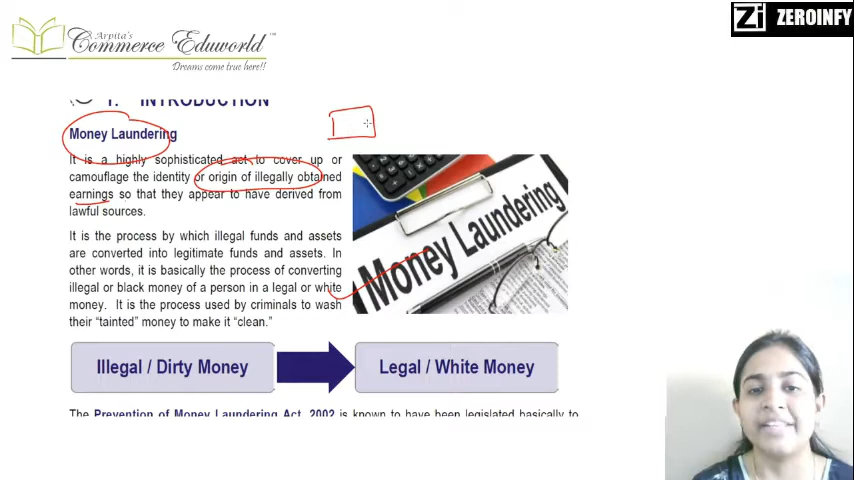 Arpita's
Commerce Eduworld™
Dreams come true here!!
Zi ZEROINFY
1. INTRODUCTION
Money Laundering
It is a highly sophisticated act to cover up or
camouflage the identity or origin of illegally obtained
earnings so that they appear to have derived from
lawful sources.
It is the process by which illegal funds and assets
are converted into legitimate funds and assets. In
other words, it is basically the process of converting
illegal or black money of a person in a legal or white
money. It is the process used by criminals to wash
their “tainted” money to make it “clean.”
Money Laundering
Illegal / Dirty Money
Legal / White Money
The Prevention of Money Laundering Act, 2002 is known to have been legislated basically to